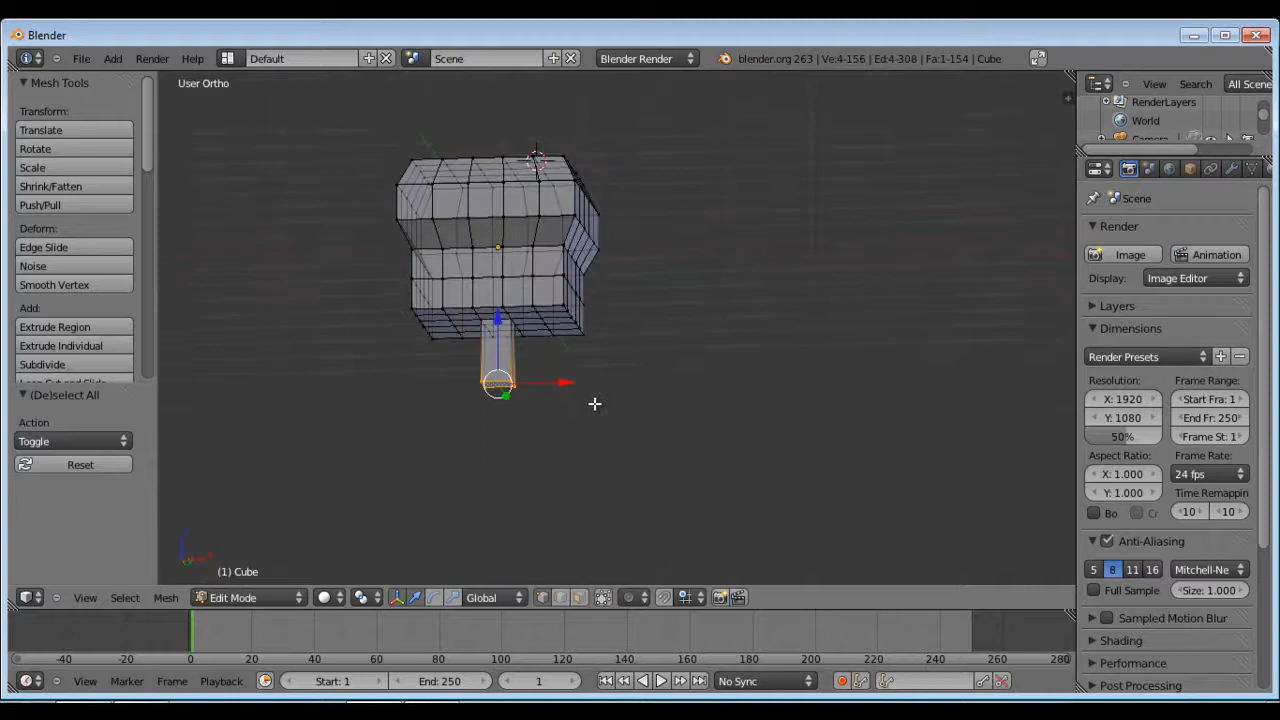 Blender
File Add Render Help Default Scene Blender Render blender.org 263 | Ve:4-156 | Ed:4-308 | Fa:1-154 | Cube
Mesh Tools
Transform:
Translate
Rotate
Scale
Shrink/Fatten
Push/Pull
Deform:
Edge Slide
Noise
Smooth Vertex
Add:
Extrude Region
Extrude Individual
Subdivide
Loop Cut and Slide
(De)select All
Action
Toggle
Reset
User Ortho
(1) Cube
View Select Mesh Edit Mode Global
View Search All Scene
RenderLayers
World
Camera
Scene
Render
Image Animation
Display: Image Editor
Layers
Dimensions
Render Presets
Resolution: Frame Range:
X: 1920 Start Fra: 1
Y: 1080 End Fr: 250
50% Frame St: 1
Aspect Ratio: Frame Rate:
X: 1.000 24 fps
Y: 1.000 Time Remappin
Bo Cr 10 10
Anti-Aliasing
5 8 11 16 Mitchell-Ne
Full Sample Size: 1.000
Sampled Motion Blur
Shading
Performance
Post Processing
-40 -20 0 20 40 60 80 100 120 140 160 180 200 220 240 260 280
View Marker Frame Playback Start: 1 End: 250 1 No Sync